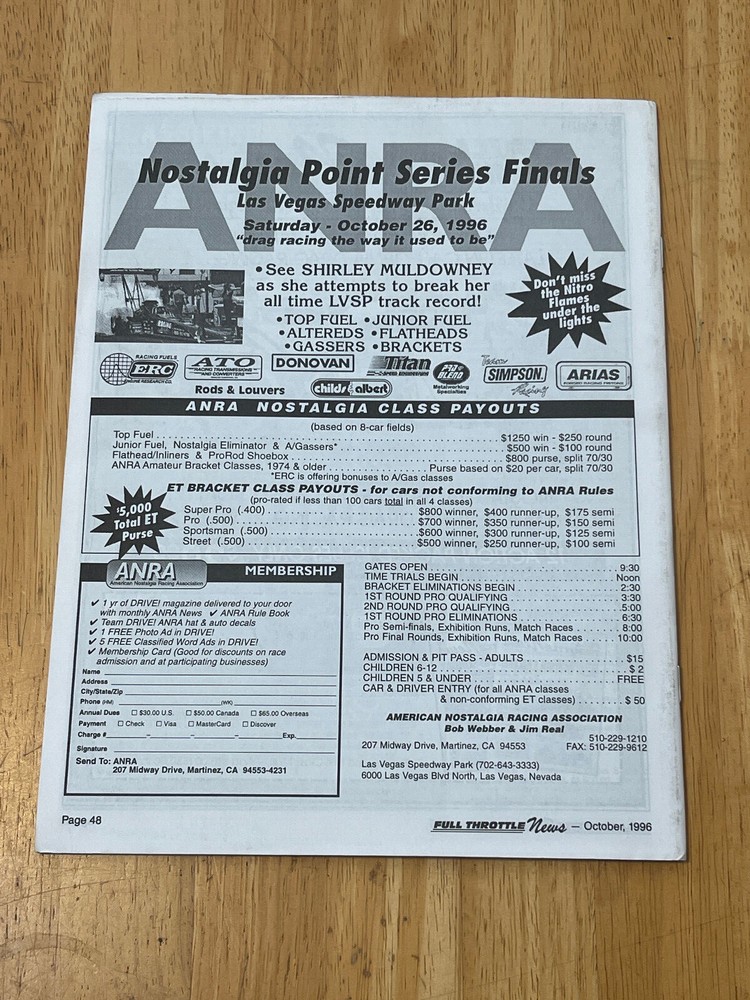 ANRA
Nostalgia Point Series Finals
Las Vegas Speedway Park
Saturday - October 26, 1996
"drag racing the way it used to be"
• See SHIRLEY MULDOWNEY
as she attempts to break her
all time LVSP track record!
• TOP FUEL • JUNIOR FUEL
• ALTEREDS • FLATHEADS
• GASSERS • BRACKETS
Don't miss
the Nitro
Flames
under the
lights
RACING FUELS
ERC
ATO
RACING TRANSMISSIONS
AND CONVERTERS
DONOVAN
Titan
SPEED ENGINEERING
PRO BLEND
Metalworking
Specialties
SIMPSON
Racing
ARIAS
Rods & Louvers
childs & albert
ANRA NOSTALGIA CLASS PAYOUTS
(based on 8-car fields)
Top Fuel . . . $1250 win - $250 round
Junior Fuel, Nostalgia Eliminator & A/Gassers* . . . $500 win - $100 round
Flathead/Inliners & ProRod Shoebox . . . $800 purse, split 70/30
ANRA Amateur Bracket Classes, 1974 & older . . . Purse based on $20 per car, split 70/30
*ERC is offering bonuses to A/Gas classes
ET BRACKET CLASS PAYOUTS - for cars not conforming to ANRA Rules
(pro-rated if less than 100 cars total in all 4 classes)
$5,000
Total ET
Purse
Super Pro (.400) . . . $800 winner, $400 runner-up, $175 semi
Pro (.500) . . . $700 winner, $350 runner-up, $150 semi
Sportsman (.500) . . . $600 winner, $300 runner-up, $125 semi
Street (.500) . . . $500 winner, $250 runner-up, $100 semi
ANRA
American Nostalgia Racing Association
MEMBERSHIP
✓ 1 yr of DRIVE! magazine delivered to your door
with monthly ANRA News ✓ ANRA Rule Book
✓ Team DRIVE! ANRA hat & auto decals
✓ 1 FREE Photo Ad in DRIVE!
✓ 5 FREE Classified Word Ads in DRIVE!
✓ Membership Card (Good for discounts on race
admission and at participating businesses)
Name
Address
City/State/Zip
Phone (HM) (WK)
Annual Dues ☐ $30.00 U.S. ☐ $50.00 Canada ☐ $65.00 Overseas
Payment ☐ Check ☐ Visa ☐ MasterCard ☐ Discover
Charge # – – – Exp.
Signature
Send To: ANRA
207 Midway Drive, Martinez, CA 94553-4231
GATES OPEN . . . 9:30
TIME TRIALS BEGIN . . . Noon
BRACKET ELIMINATIONS BEGIN . . . 2:30
1ST ROUND PRO QUALIFYING . . . 3:30
2ND ROUND PRO QUALIFYING . . . 5:00
1ST ROUND PRO ELIMINATIONS . . . 6:30
Pro Semi-finals, Exhibition Runs, Match Races . . . 8:00
Pro Final Rounds, Exhibition Runs, Match Races . . . 10:00
ADMISSION & PIT PASS - ADULTS . . . $15
CHILDREN 6-12 . . . $ 2
CHILDREN 5 & UNDER . . . FREE
CAR & DRIVER ENTRY (for all ANRA classes
& non-conforming ET classes) . . . $ 50
AMERICAN NOSTALGIA RACING ASSOCIATION
Bob Webber & Jim Real
510-229-1210
207 Midway Drive, Martinez, CA 94553 FAX: 510-229-9612
Las Vegas Speedway Park (702-643-3333)
6000 Las Vegas Blvd North, Las Vegas, Nevada
Page 48
FULL THROTTLE News — October, 1996